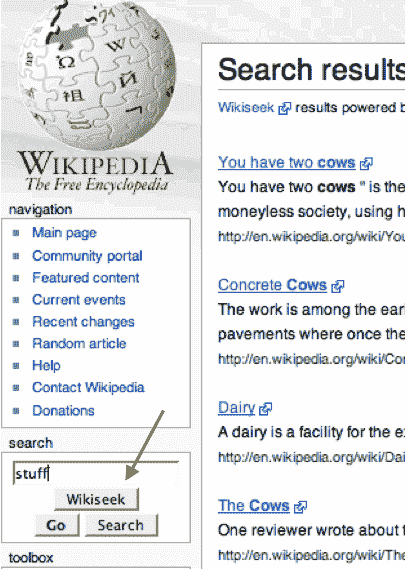 WIKIPEDIA
The Free Encyclopedia
navigation
Main page
Community portal
Featured content
Current events
Recent changes
Random article
Help
Contact Wikipedia
Donations
search
stuff
Wikiseek
Go Search
toolbox
Search results
Wikiseek results powered b
You have two cows
You have two cows " is the
moneyless society, using h
http://en.wikipedia.org/wiki/You
Concrete Cows
The work is among the earl
pavements where once the
http://en.wikipedia.org/wiki/Con
Dairy
A dairy is a facility for the ex
http://en.wikipedia.org/wiki/Dai
The Cows
One reviewer wrote about t
http://en.wikipedia.org/wiki/The